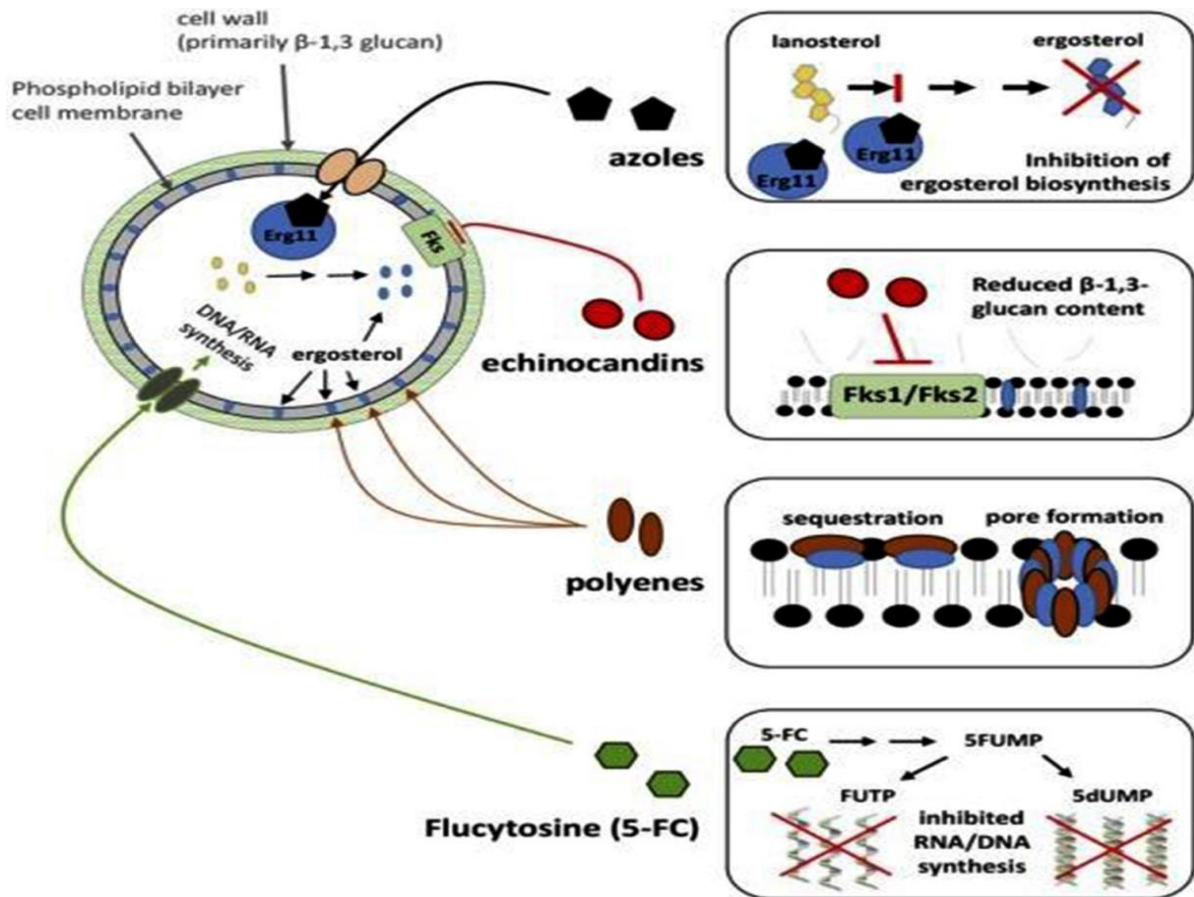 cell wall
(primarily β-1,3 glucan)
Phospholipid bilayer
cell membrane
Erg11
Fks
DNA/RNA
synthesis
ergosterol
azoles
echinocandins
polyenes
Flucytosine (5-FC)
lanosterol
ergosterol
Erg11
Erg11
Inhibition of
ergosterol biosynthesis
Reduced β-1,3-
glucan content
Fks1/Fks2
sequestration
pore formation
5-FC
5FUMP
FUTP
5dUMP
inhibited
RNA/DNA
synthesis